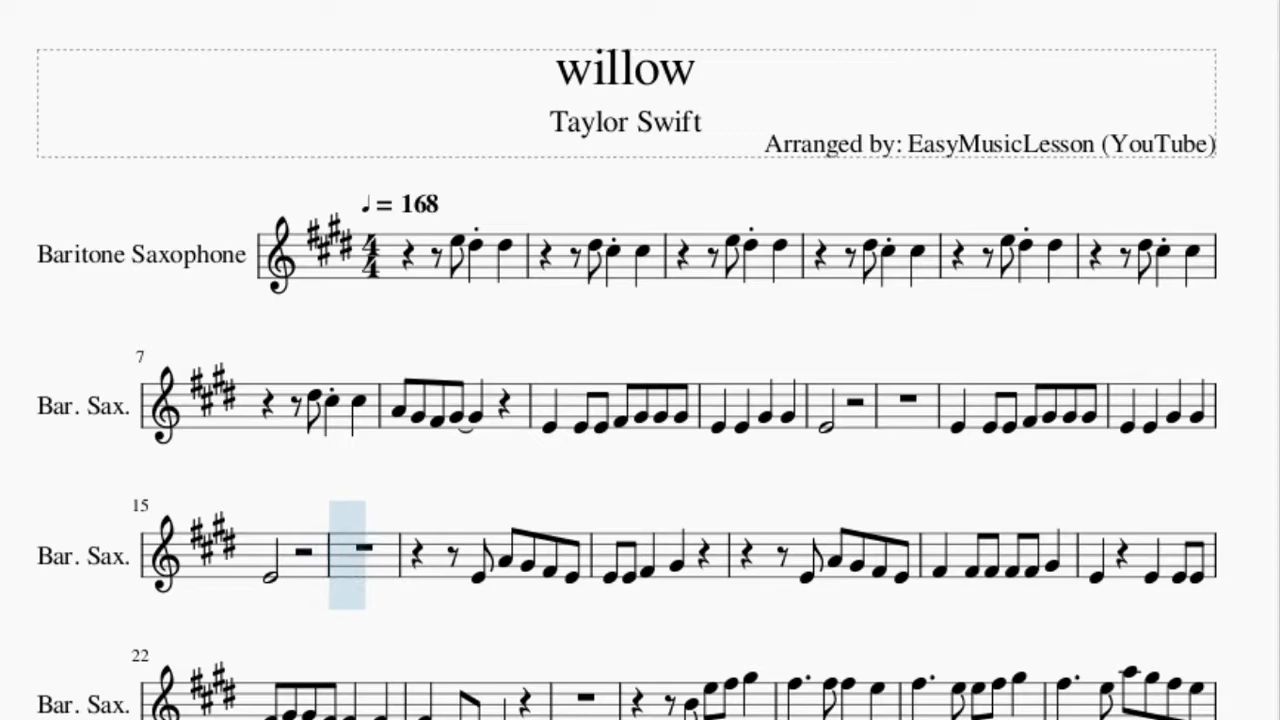 willow
Taylor Swift
Arranged by: EasyMusicLesson (YouTube)
♩ = 168
Baritone Saxophone
4
4
7
Bar. Sax.
15
Bar. Sax.
22
Bar. Sax.